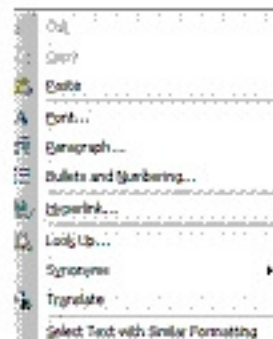 Cut
Copy
Paste
Font...
Paragraph...
Bullets and Numbering...
Hyperlink...
Look Up...
Synonyms
Translate
Select Text with Similar Formatting